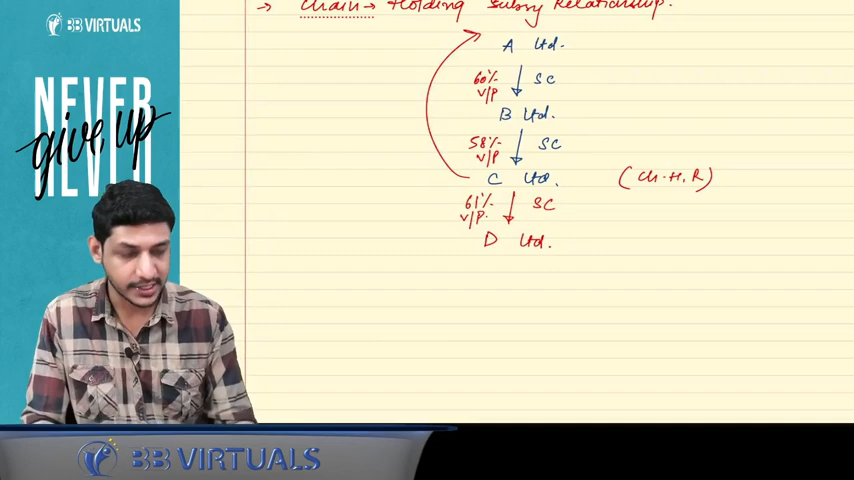 → Chain → Holding Subsy Relationship.
BB VIRTUALS
NEVER
give up
NEVER
A Ltd.
60% V/P SC
B Ltd.
58% V/P SC
C Ltd. (Ch. H. R)
61% V/P. SC
D Ltd.
BB VIRTUALS